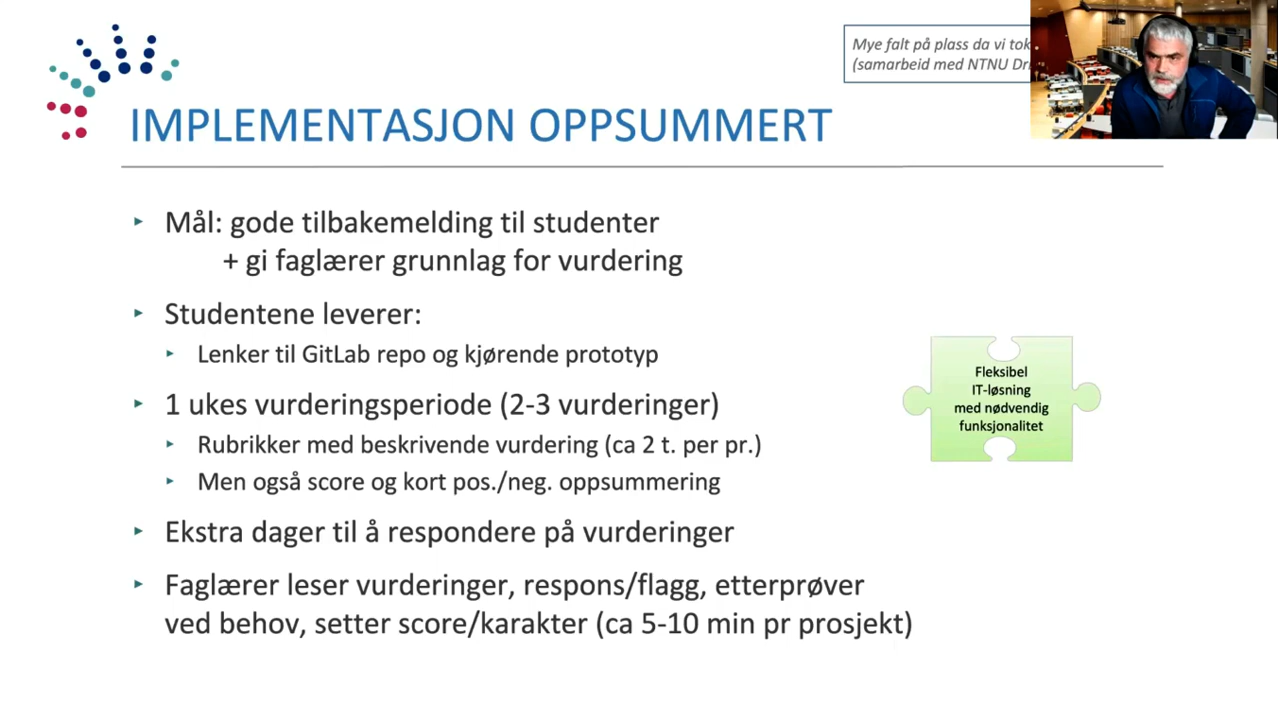 Mye falt på plass da vi tok
(samarbeid med NTNU
IMPLEMENTASJON OPPSUMMERT
Mål: gode tilbakemelding til studenter
+ gi faglærer grunnlag for vurdering
Studentene leverer:
Lenker til GitLab repo og kjørende prototyp
1 ukes vurderingsperiode (2-3 vurderinger)
Rubrikker med beskrivende vurdering (ca 2 t. per pr.)
Men også score og kort pos./neg. oppsummering
Ekstra dager til å respondere på vurderinger
Faglærer leser vurderinger, respons/flagg, etterprøver
ved behov, setter score/karakter (ca 5-10 min pr prosjekt)
Fleksibel
IT-løsning
med nødvendig
funksjonalitet